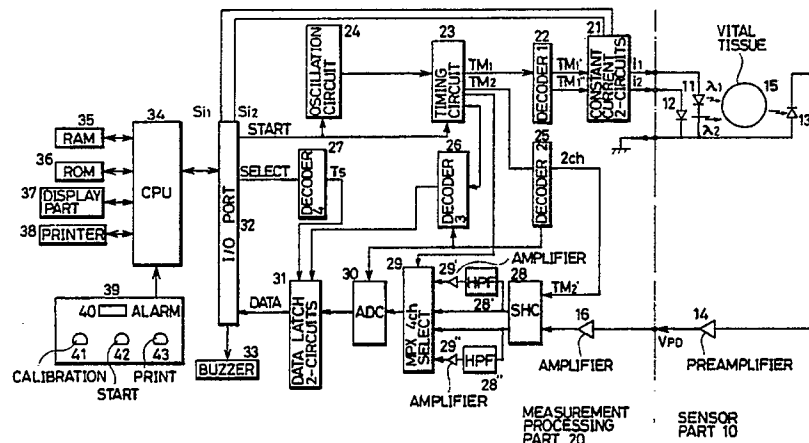 24
OSCILLATION
CIRCUIT
23
TIMING
CIRCUIT
TM1
TM2
22
DECODER 1
TM1'
TM1"
21
CONSTANT
CURRENT
2-CIRCUITS
I1
I2
12
11
λ1
λ2
VITAL
TISSUE
15
13
34
35
RAM
36
ROM
37
DISPLAY
PART
38
PRINTER
CPU
Si1
Si2
START
SELECT
27
DECODER
4
TS
26
DECODER
3
25
DECODER
2ch
I/O PORT
32
39
40
ALARM
41
42
43
CALIBRATION
START
PRINT
DATA
31
DATA LATCH
2-CIRCUITS
30
ADC
29
MPX 4ch
SELECT
29'
AMPLIFIER
HPF
28'
28
SHC
TM2'
29"
AMPLIFIER
HPF
28"
16
AMPLIFIER
VPD
14
PREAMPLIFIER
BUZZER
33
MEASUREMENT
PROCESSING
PART 20
SENSOR
PART 10